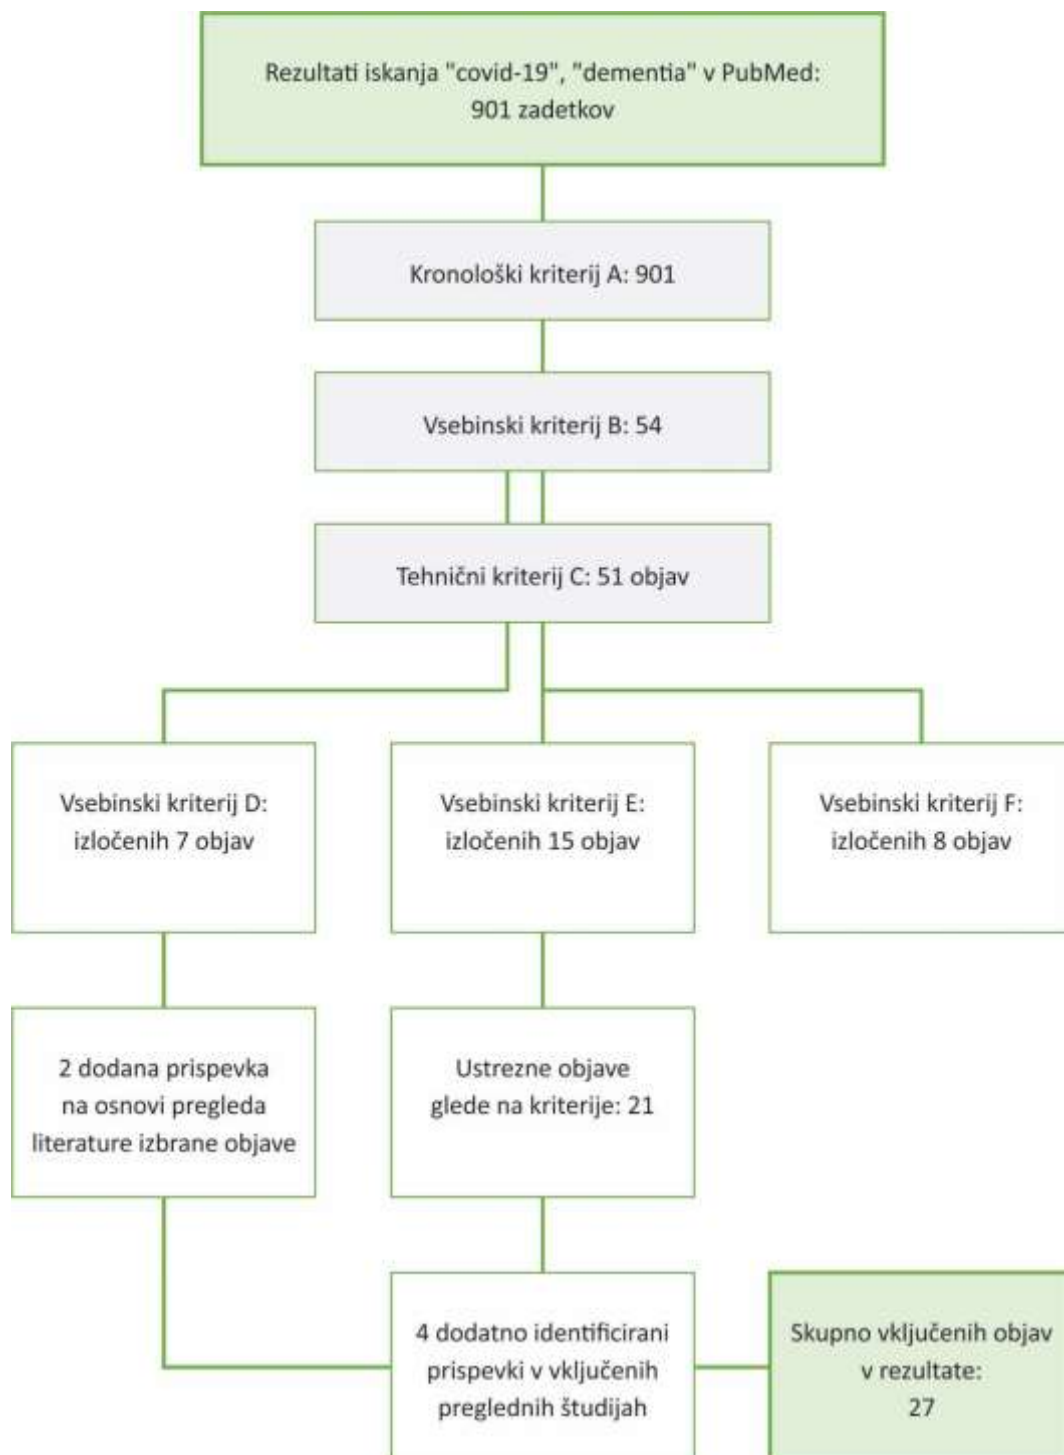 Rezultati iskanja "covid-19", "dementia" v PubMed:
901 zadetkov
Kronološki kriterij A: 901
Vsebinski kriterij B: 54
Tehnični kriterij C: 51 objav
Vsebinski kriterij D:
izločenih 7 objav
Vsebinski kriterij E:
izločenih 15 objav
Vsebinski kriterij F:
izločenih 8 objav
2 dodana prispevka
na osnovi pregleda
literature izbrane objave
Ustrezne objave
glede na kriterije: 21
4 dodatno identificirani
prispevki v vključenih
preglednih študijah
Skupno vključenih objav
v rezultate:
27